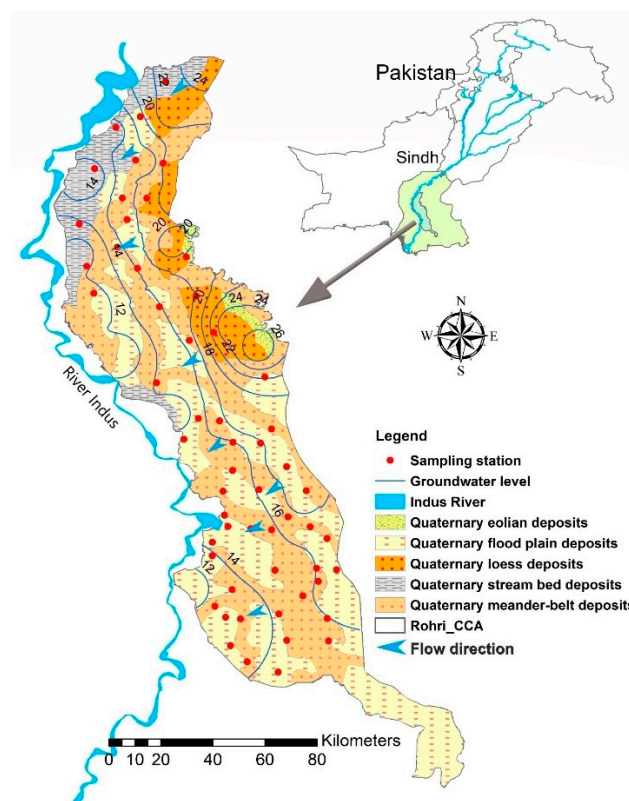 Pakistan
Sindh
N
W E
S
River Indus
22
24
20
14
20
20
14
12
20
24
24
26
22
18
16
14
12
Legend
Sampling station
Groundwater level
Indus River
Quaternary eolian deposits
Quaternary flood plain deposits
Quaternary loess deposits
Quaternary stream bed deposits
Quaternary meander-belt deposits
Rohri_CCA
Flow direction
Kilometers
0 10 20 40 60 80